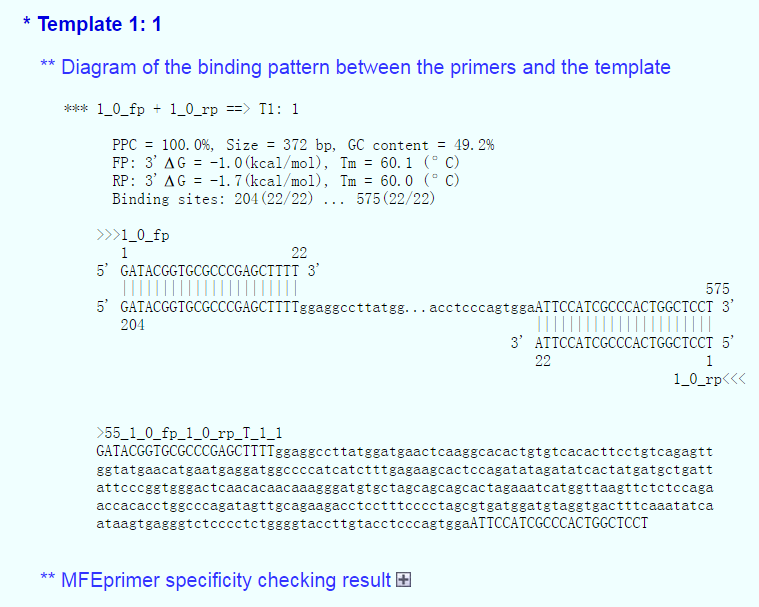 * Template 1: 1
** Diagram of the binding pattern between the primers and the template
*** 1_0_fp + 1_0_rp ==> T1: 1
PPC = 100.0%, Size = 372 bp, GC content = 49.2%
FP: 3' ΔG = -1.0(kcal/mol), Tm = 60.1 (°C)
RP: 3' ΔG = -1.7(kcal/mol), Tm = 60.0 (°C)
Binding sites: 204(22/22) ... 575(22/22)
>>>1_0_fp
1 22
5' GATACGGTGCGCCCGAGCTTTT 3'
||||||||||||||||||||||
575
5' GATACGGTGCGCCCGAGCTTTTggaggccttatgg...acctcccagtggaATTCCATCGCCCACTGGCTCCT 3'
204 ||||||||||||||||||||||
3' ATTCCATCGCCCACTGGCTCCT 5'
22 1
1_0_rp<<<
>55_1_0_fp_1_0_rp_T_1_1
GATACGGTGCGCCCGAGCTTTTggaggccttatggatgaactcaaggcacactgtgtcacacttcctgtcagagtt
ggtatgaacatgaatgaggatggccccatcatctttgagaagcactccagatatagatatcactatgatgctgatt
attcccggtgggactcaacacaacaaagggatgtgctagcagcagcactagaaatcatggttaagttctctccaga
accacacctggcccagatagttgcagaagacctcctttcccctagcgtgatggatgtaggtgactttcaaatatca
ataagtgagggtctcccctctggggtaccttgtacctcccagtggaATTCCATCGCCCACTGGCTCCT
** MFEprimer specificity checking result